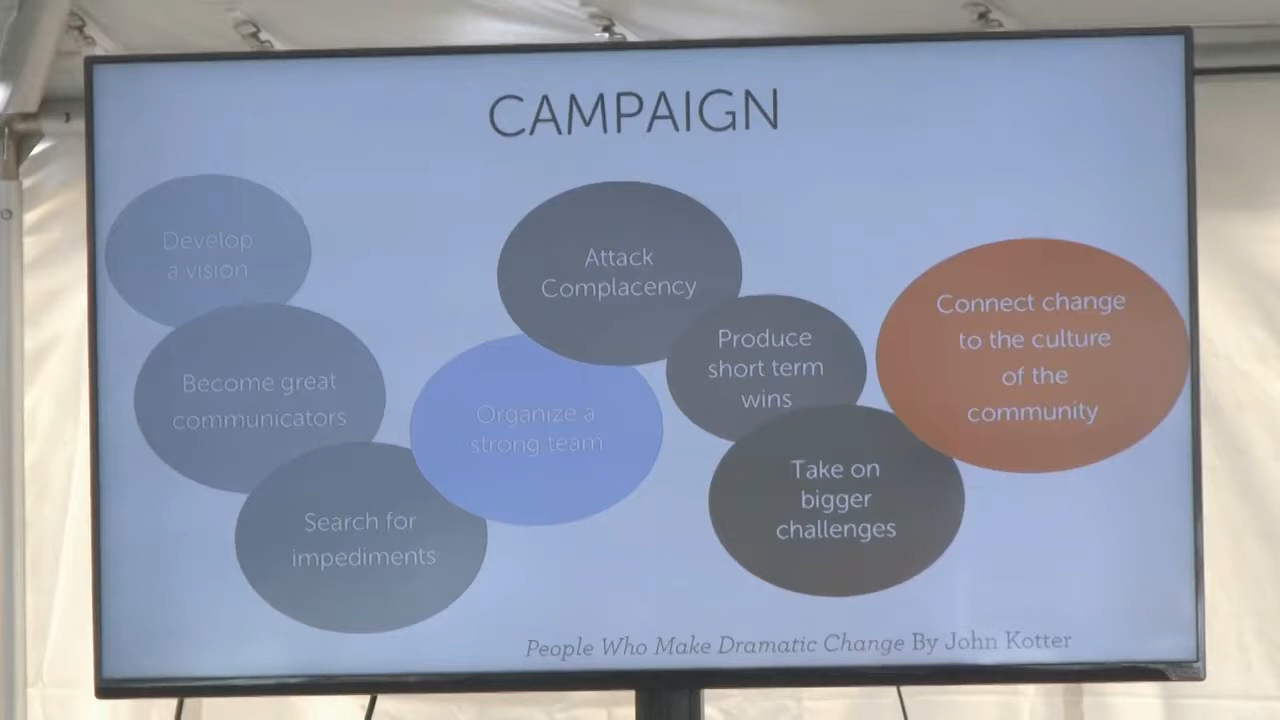 CAMPAIGN
Develop
a vision
Become great
communicators
Search for
impediments
Organize a
strong team
Attack
Complacency
Produce
short term
wins
Take on
bigger
challenges
Connect change
to the culture
of the
community
People Who Make Dramatic Change By John Kotter